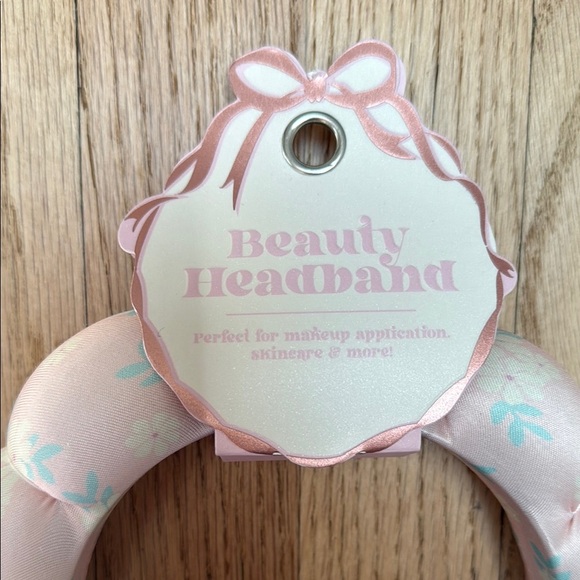 Beauty
Headband
Perfect for makeup application,
skincare & more!